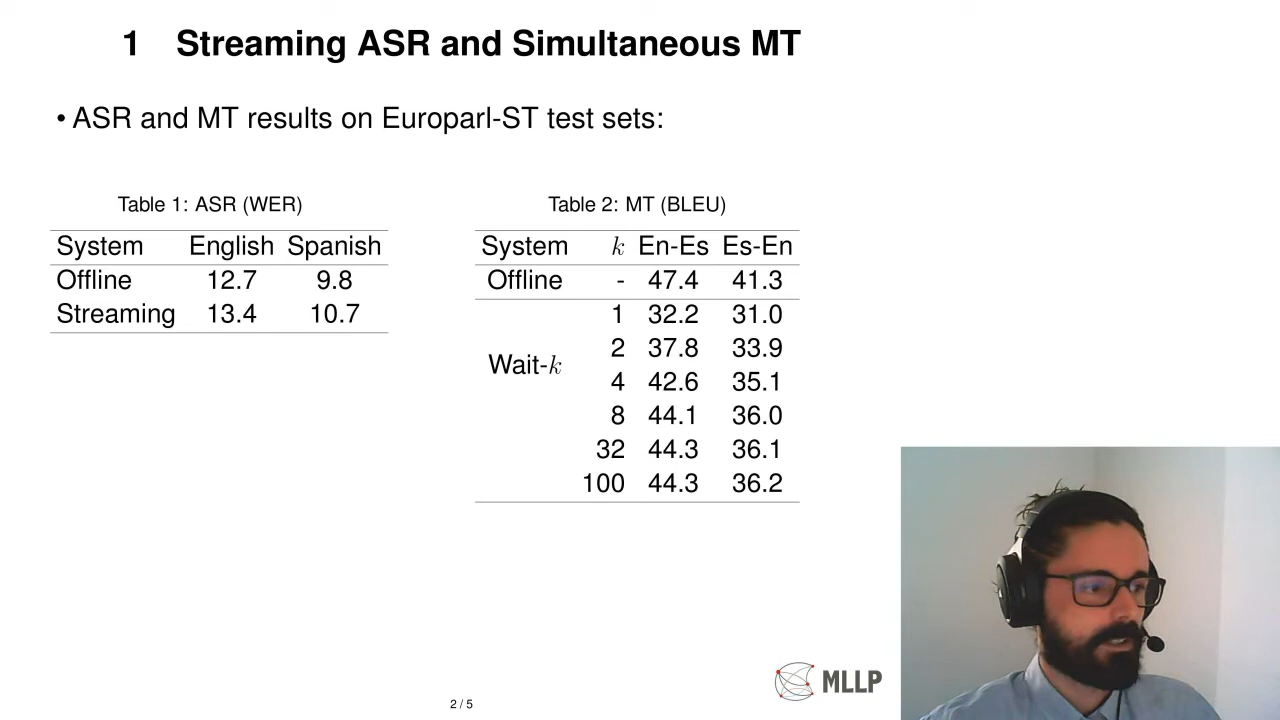 1 Streaming ASR and Simultaneous MT
• ASR and MT results on Europarl-ST test sets:
Table 1: ASR (WER)
System English Spanish
Offline 12.7 9.8
Streaming 13.4 10.7
Table 2: MT (BLEU)
System k En-Es Es-En
Offline - 47.4 41.3
1 32.2 31.0
2 37.8 33.9
Wait-k
4 42.6 35.1
8 44.1 36.0
32 44.3 36.1
100 44.3 36.2
MLLP
2 / 5